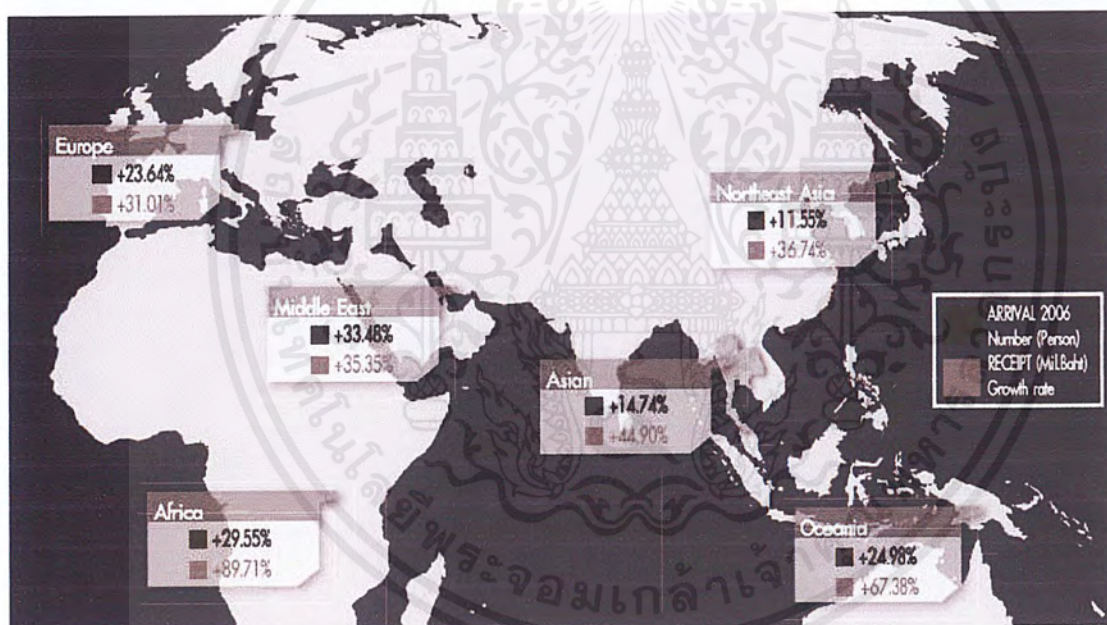 Europe
+23.64%
+31.01%
Northeast Asia
+11.55%
+36.74%
Middle East
+33.48%
+35.35%
ARRIVAL 2006
Number (Person)
RECEIPT (Mil.Baht)
Growth rate
Asian
+14.74%
+44.90%
Africa
+29.55%
+89.71%
Oceania
+24.98%
+67.38%